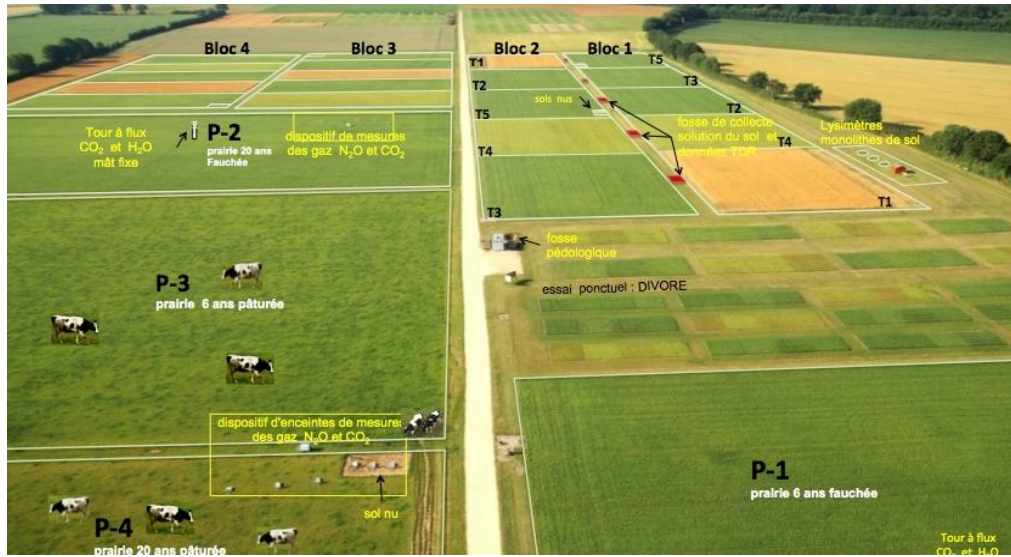 Bloc 4
Bloc 3
Bloc 2
Bloc 1
T1
T2
T5
T4
T3
T5
T3
T2
T4
T1
sols nus
fosse de collecte
solution du sol et
données TDR
Lysimètres
monolithes de sol
Tour à flux
CO₂ et H₂O
mât fixe
P-2
prairie 20 ans
Fauchée
dispositif de mesures
des gaz N₂O et CO₂
fosse
pédologique
essai ponctuel : DIVORE
P-3
prairie 6 ans pâturée
dispositif d'enceintes de mesures
des gaz N₂O et CO₂
sol nu
P-4
prairie 20 ans pâturée
P-1
prairie 6 ans fauchée
Tour à flux
CO₂ et H₂O